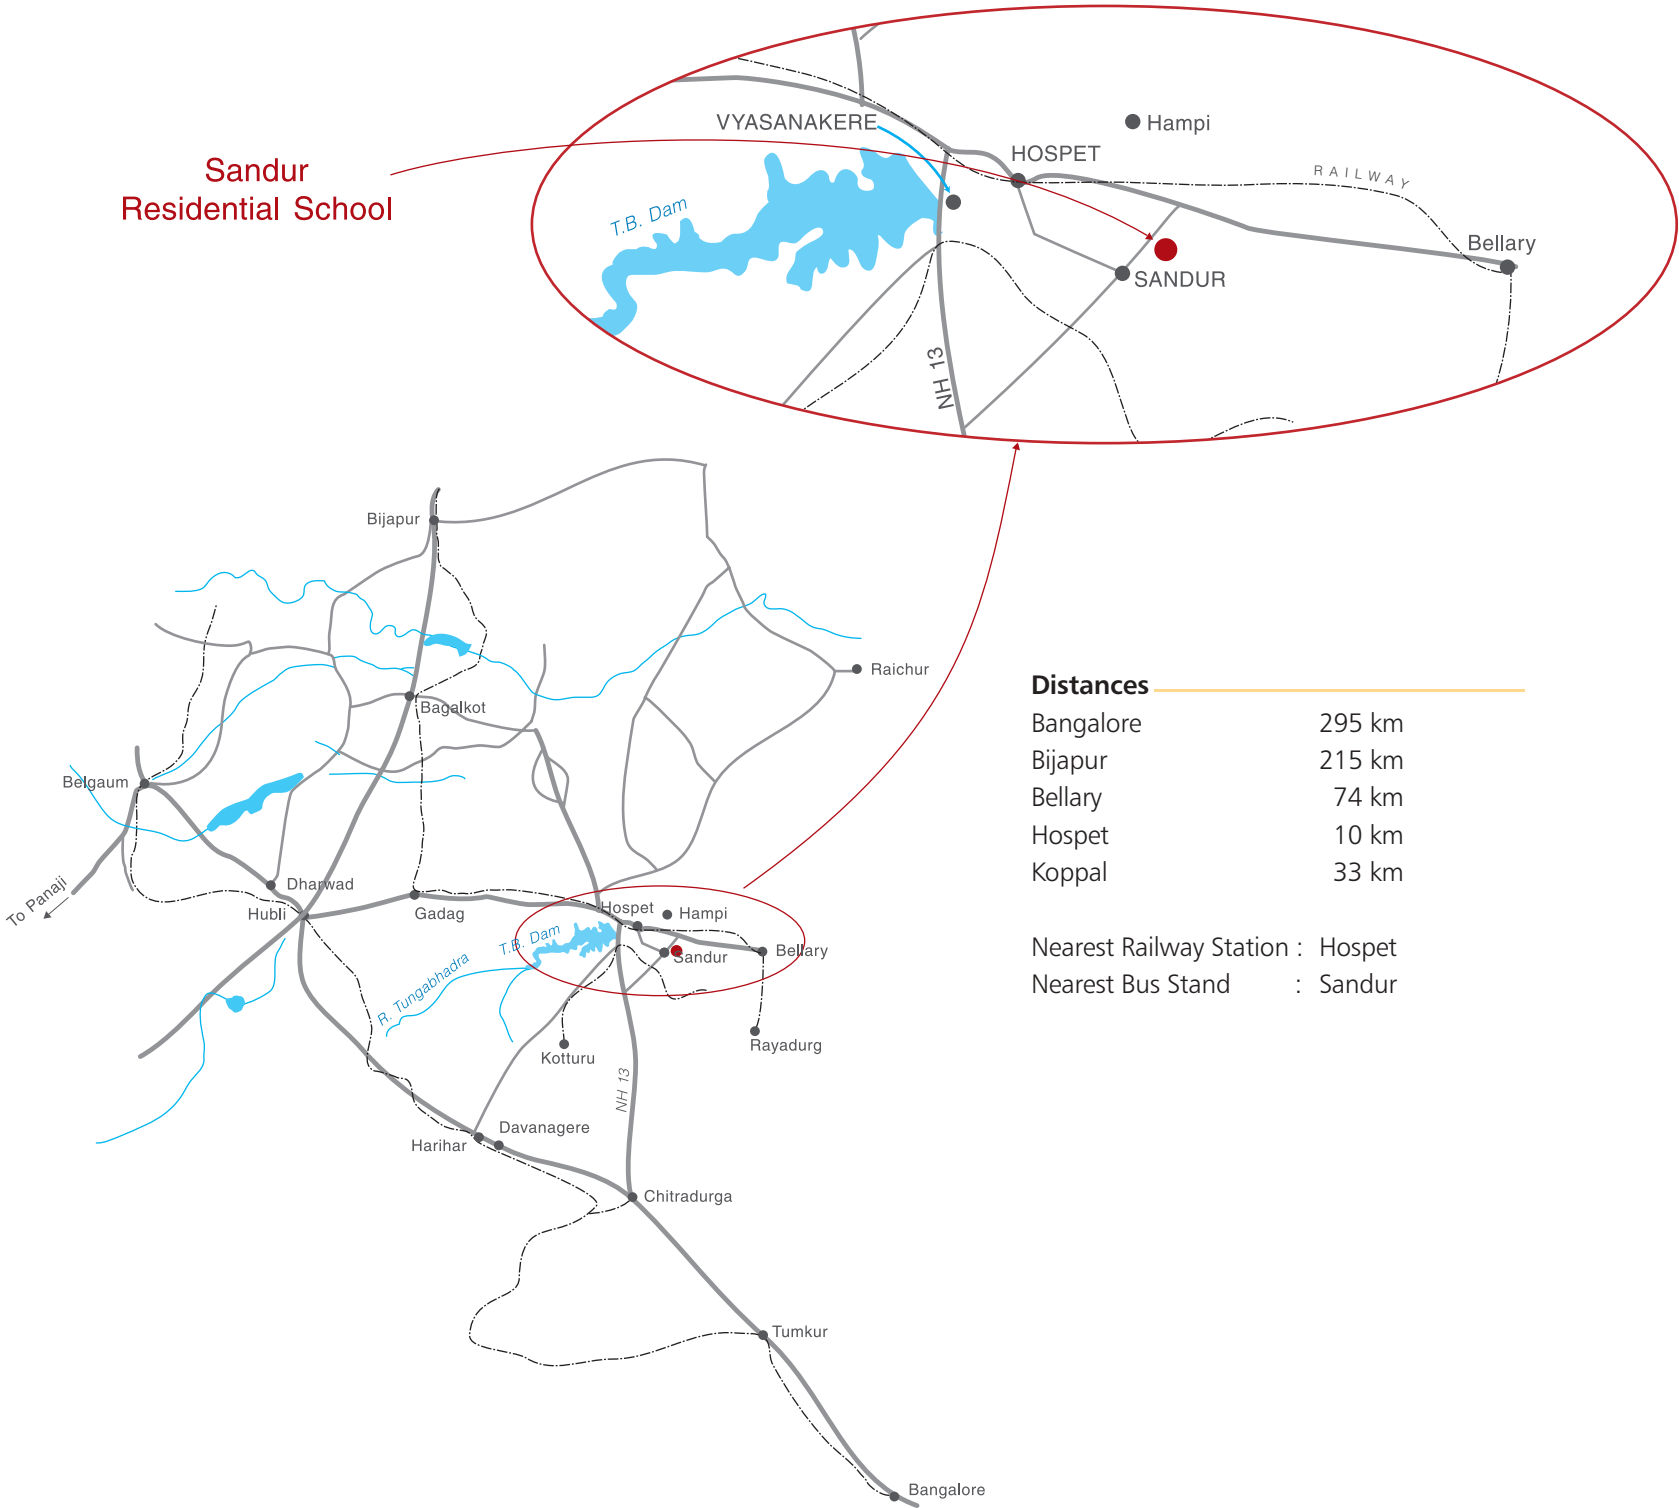 VYASANAKERE
Hampi
HOSPET
RAILWAY
Sandur
Residential School
T.B. Dam
Bellary
SANDUR
NH 13
Bijapur
Raichur
Bagalkot
Belgaum
Dharwad
To Panaji
Hubli
Gadag
Hospet
Hampi
T.B. Dam
Sandur
Bellary
R. Tungabhadra
Rayadurg
Kotturu
NH 13
Davanagere
Harihar
Chitradurga
Tumkur
Bangalore
Distances
Bangalore 295 km
Bijapur 215 km
Bellary 74 km
Hospet 10 km
Koppal 33 km
Nearest Railway Station : Hospet
Nearest Bus Stand : Sandur